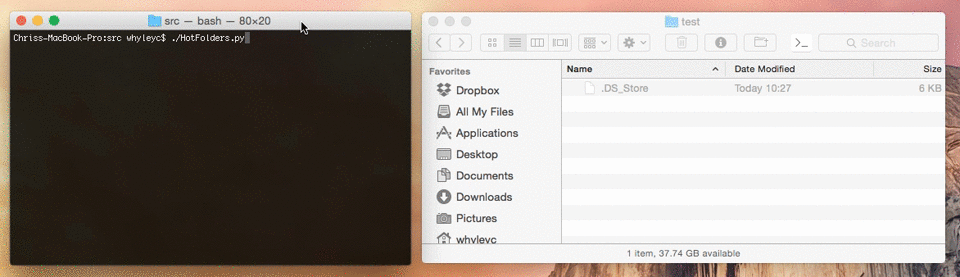 src — bash — 80×20
Chriss-MacBook-Pro:src whyleyc$ ./HotFolders.py
test
Search
Favorites
Dropbox
All My Files
Applications
Desktop
Documents
Downloads
Pictures
whyleyc
Name Date Modified Size
.DS_Store Today 10:27 6 KB
1 item, 37.74 GB available